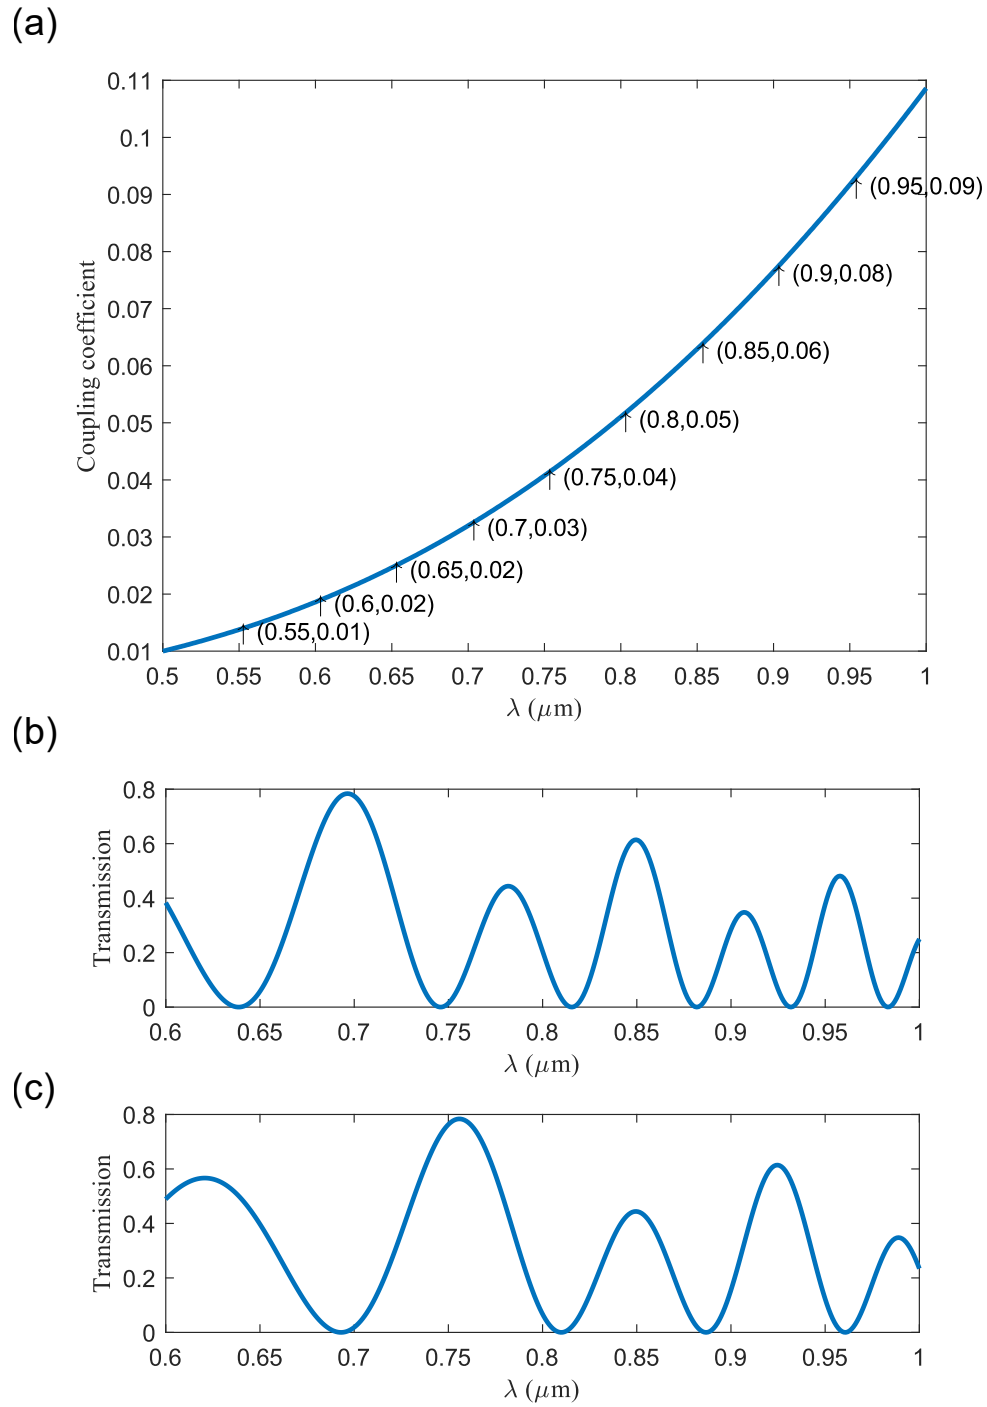 (a)
0.11
0.1
0.09
0.08
0.07
0.06
0.05
0.04
0.03
0.02
0.01
Coupling coefficient
(0.95,0.09)
(0.9,0.08)
(0.85,0.06)
(0.8,0.05)
(0.75,0.04)
(0.7,0.03)
(0.65,0.02)
(0.6,0.02)
(0.55,0.01)
0.5 0.55 0.6 0.65 0.7 0.75 0.8 0.85 0.9 0.95 1
λ (μm)
(b)
0.8
0.6
0.4
0.2
0
Transmission
0.6 0.65 0.7 0.75 0.8 0.85 0.9 0.95 1
λ (μm)
(c)
0.8
0.6
0.4
0.2
0
Transmission
0.6 0.65 0.7 0.75 0.8 0.85 0.9 0.95 1
λ (μm)